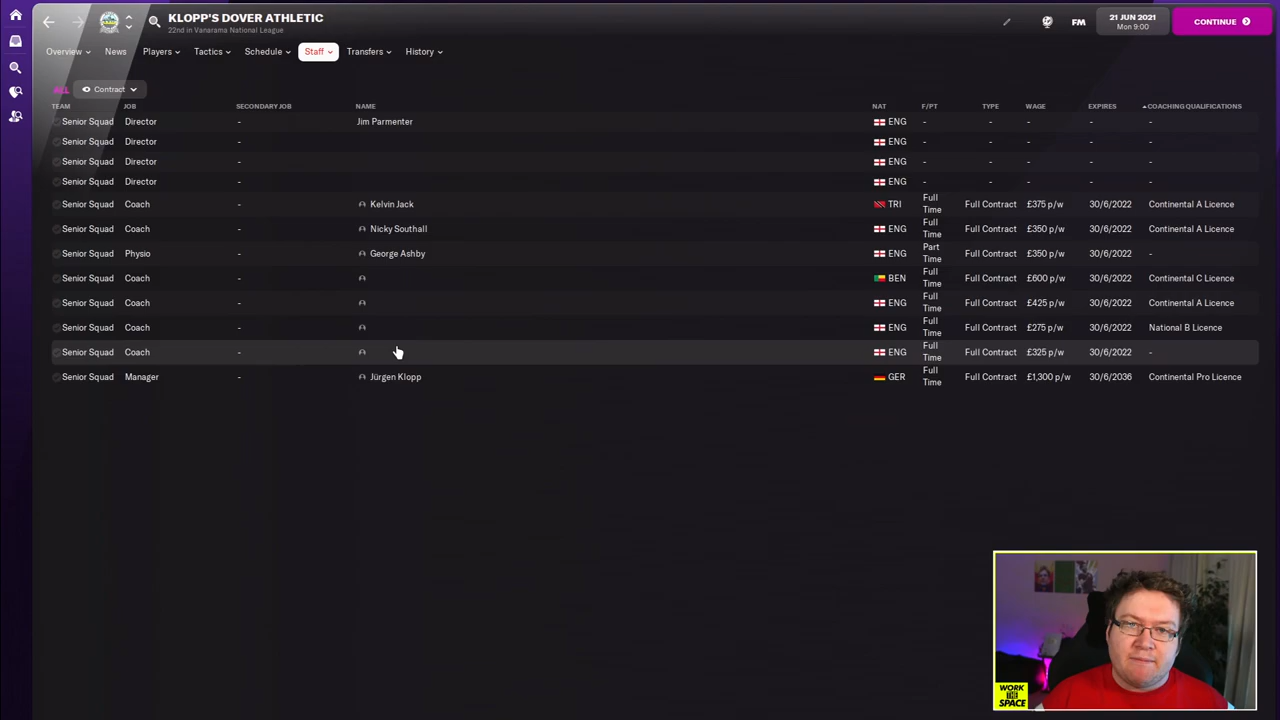 KLOPP'S DOVER ATHLETIC
22nd in Vanarama National League
FM
21 JUN 2021
Mon 9:00
CONTINUE
Overview
News
Players
Tactics
Schedule
Staff
Transfers
History
ALL
Contract
TEAM JOB SECONDARY JOB NAME NAT F/PT TYPE WAGE EXPIRES COACHING QUALIFICATIONS
Senior Squad Director - Jim Parmenter ENG - - - - -
Senior Squad Director - ENG - - - - -
Senior Squad Director - ENG - - - - -
Senior Squad Director - ENG - - - - -
Senior Squad Coach - Kelvin Jack TRI Full Time Full Contract £375 p/w 30/6/2022 Continental A Licence
Senior Squad Coach - Nicky Southall ENG Full Time Full Contract £350 p/w 30/6/2022 Continental A Licence
Senior Squad Physio - George Ashby ENG Part Time Full Contract £350 p/w 30/6/2022 -
Senior Squad Coach - BEN Full Time Full Contract £600 p/w 30/6/2022 Continental C Licence
Senior Squad Coach - ENG Full Time Full Contract £425 p/w 30/6/2022 Continental A Licence
Senior Squad Coach - ENG Full Time Full Contract £275 p/w 30/6/2022 National B Licence
Senior Squad Coach - ENG Full Time Full Contract £325 p/w 30/6/2022 -
Senior Squad Manager - Jürgen Klopp GER Full Time Full Contract £1,300 p/w 30/6/2036 Continental Pro Licence
WORK
THE
SPACE